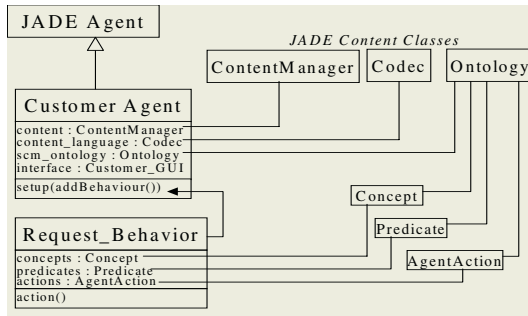 JADE Agent
JADE Content Classes
ContentManager
Codec
Ontology
Customer Agent
content : ContentManager
content_language : Codec
scm_ontology : Ontology
interface : Customer_GUI
setup(addBehaviour())
Concept
Predicate
AgentAction
Request_Behavior
concepts : Concept
predicates : Predicate
actions : AgentAction
action()